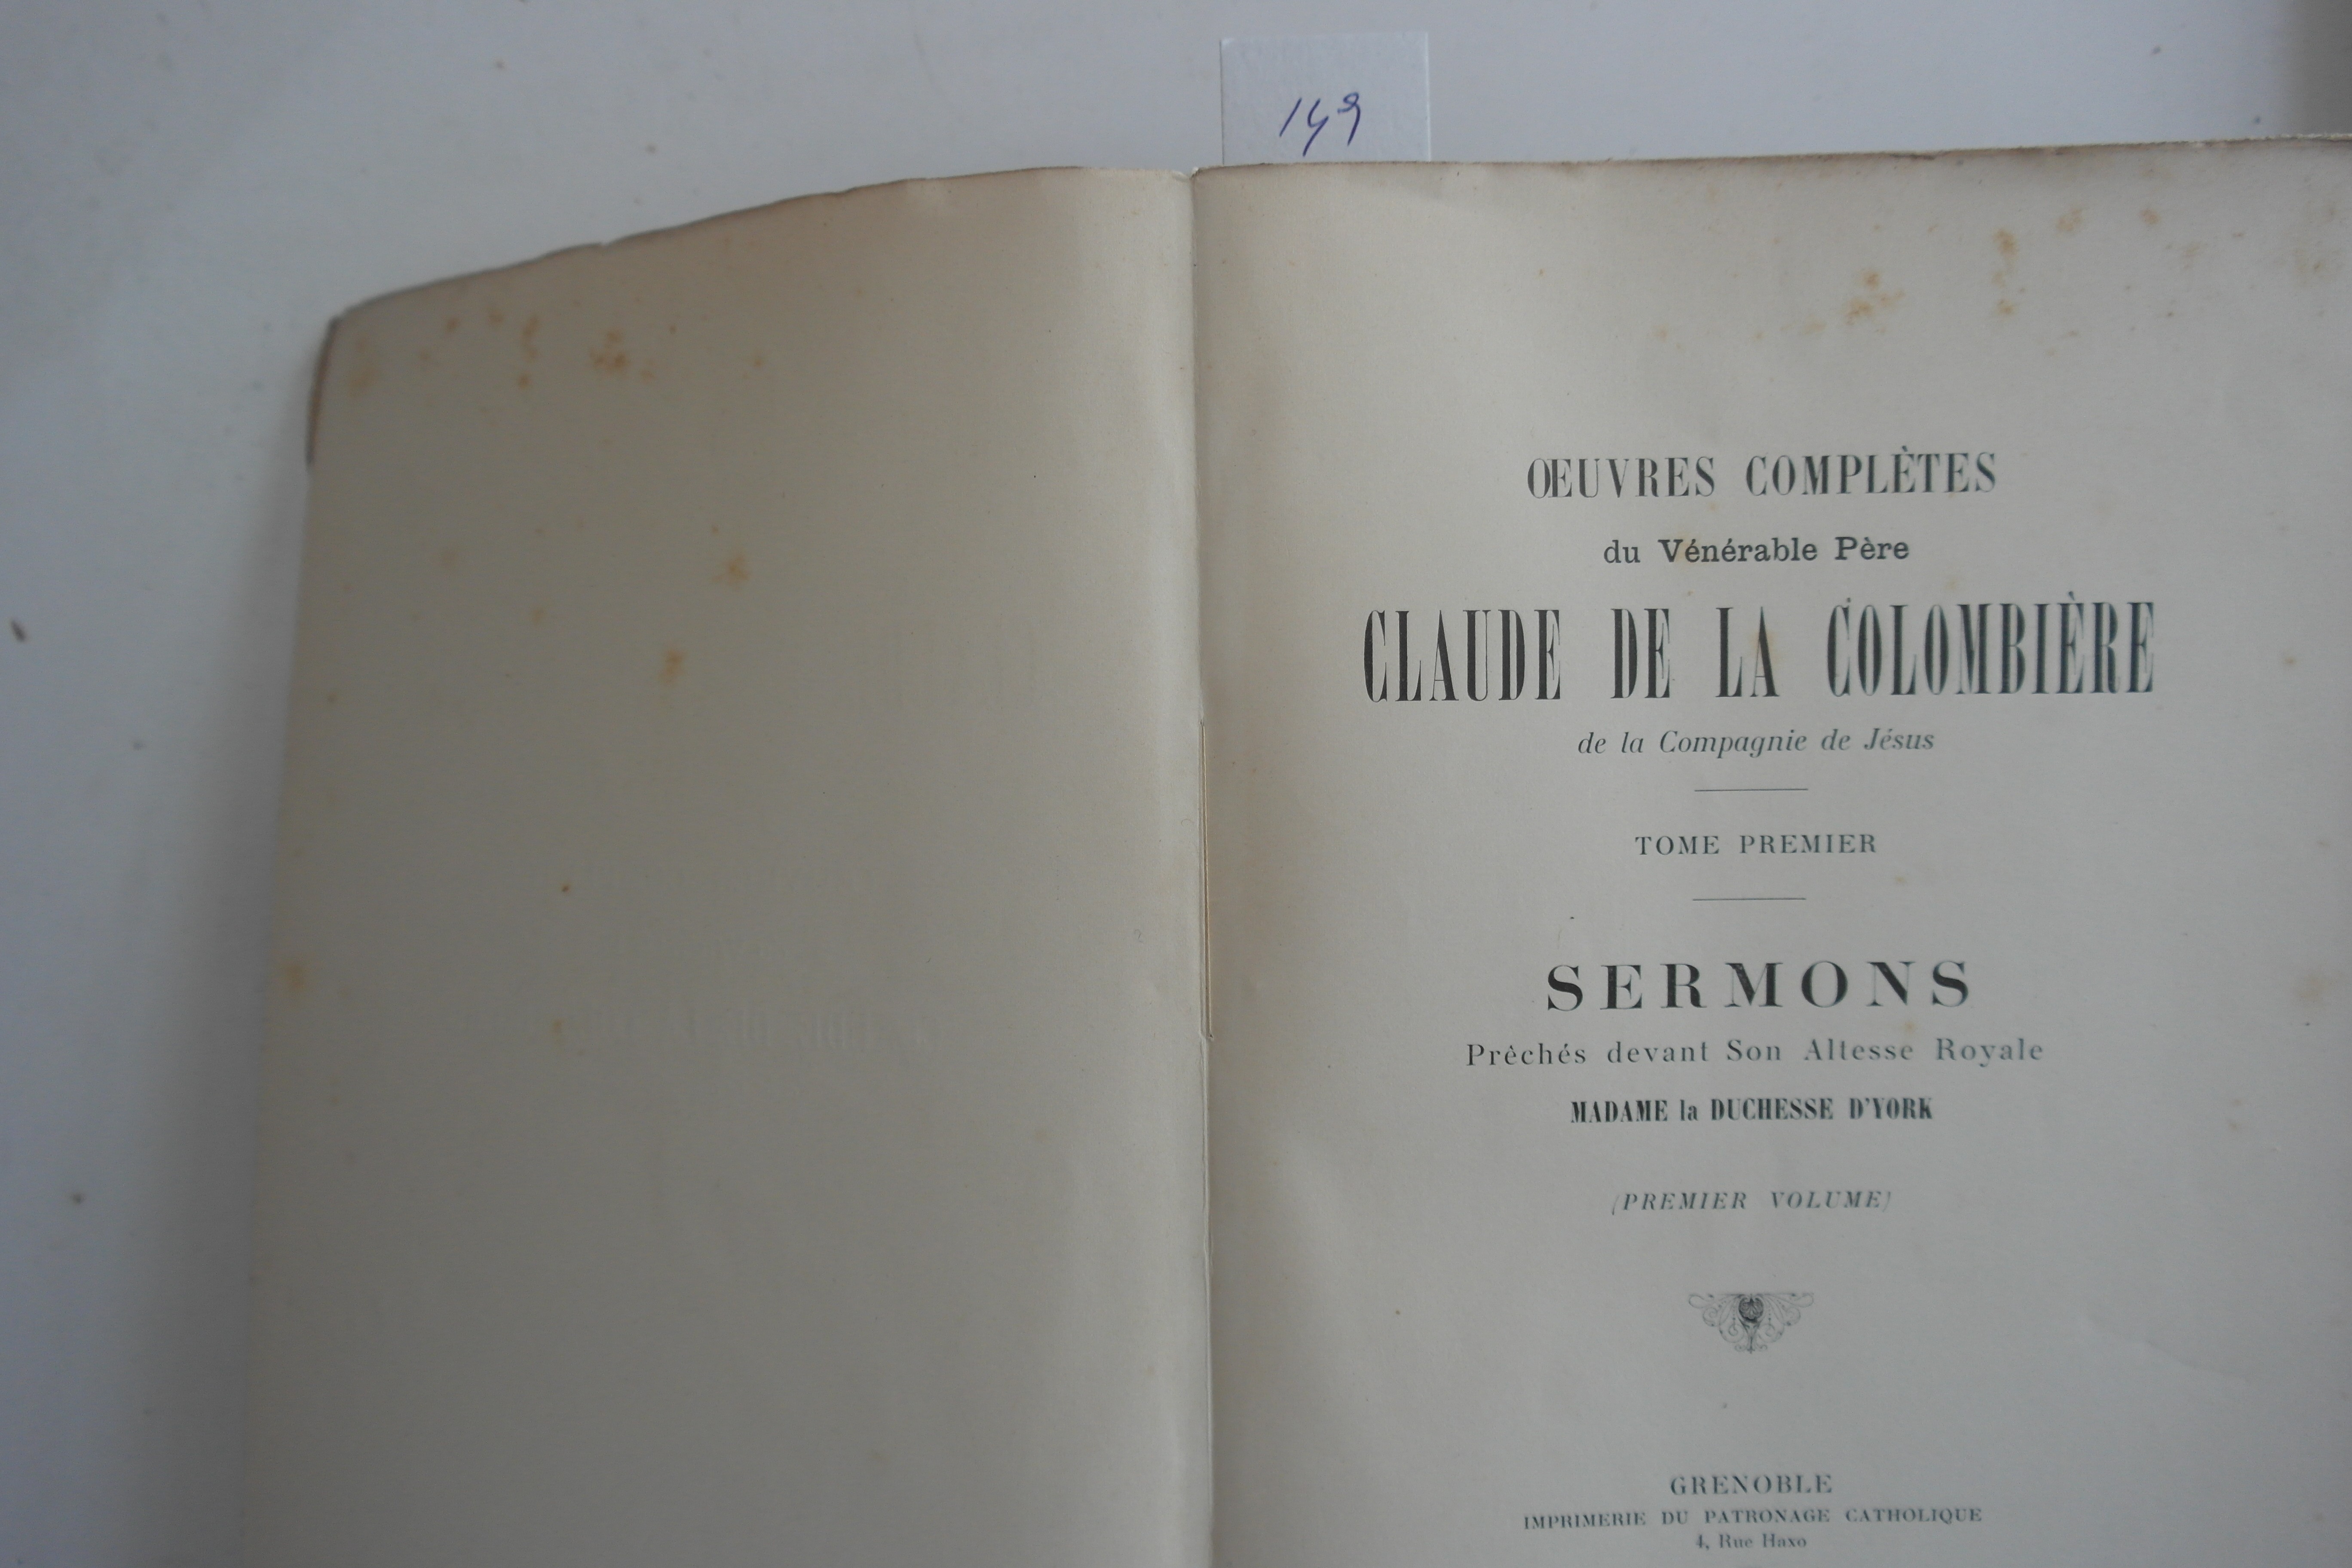 149
ŒUVRES COMPLÈTES
du Vénérable Père
CLAUDE DE LA COLOMBIÈRE
de la Compagnie de Jésus
TOME PREMIER
SERMONS
Prêchés devant Son Altesse Royale
MADAME la DUCHESSE D'YORK
(PREMIER VOLUME)
GRENOBLE
IMPRIMERIE DU PATRONAGE CATHOLIQUE
4, Rue Haxo